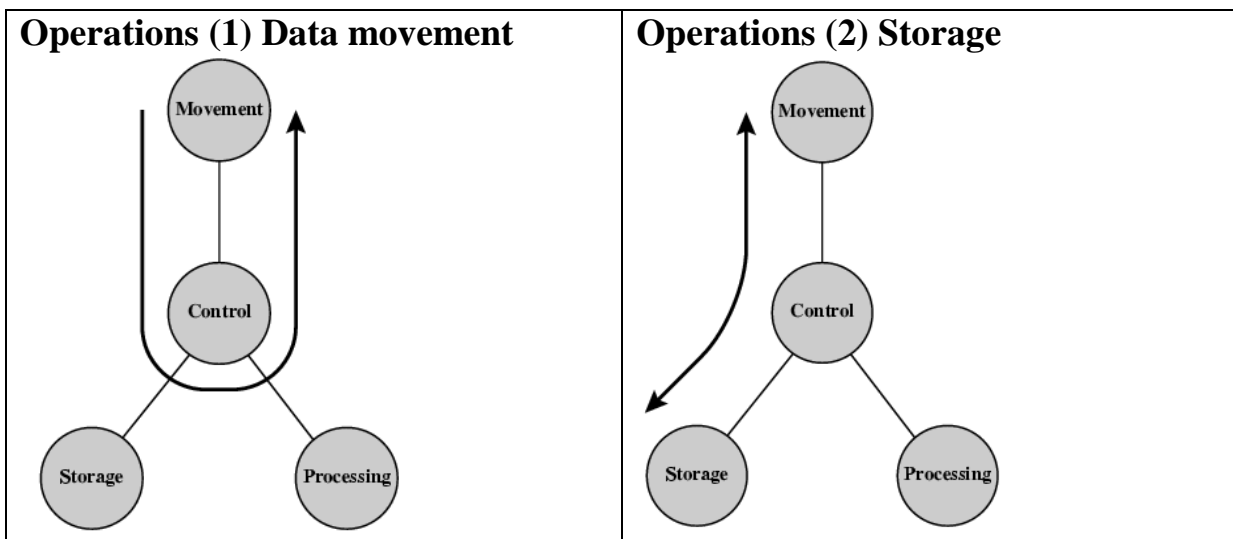 Operations (1) Data movement
Movement
Control
Storage
Processing
Operations (2) Storage
Movement
Control
Storage
Processing